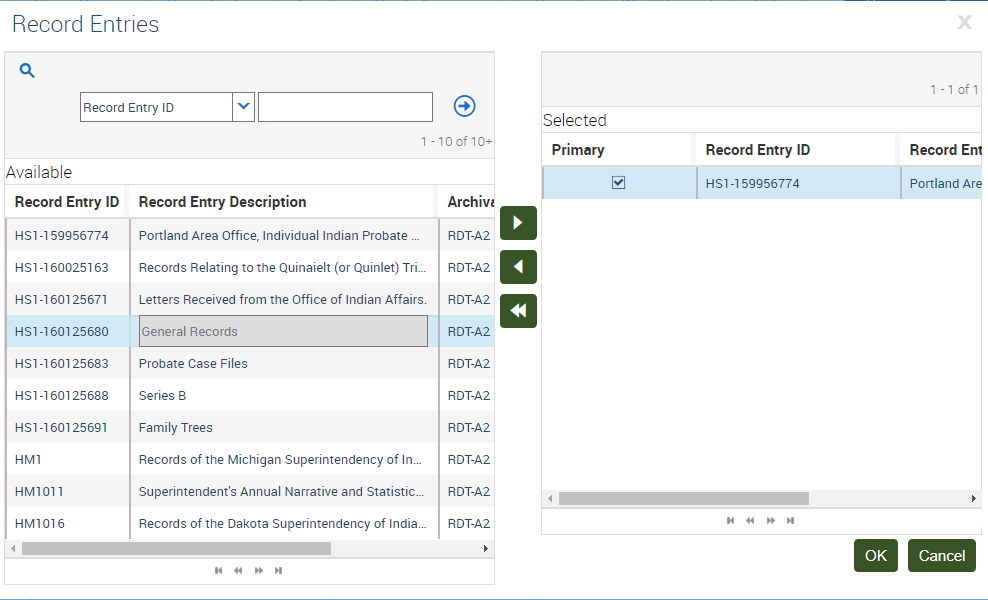 Record Entries
Record Entry ID
1 - 10 of 10+
Available
Record Entry ID Record Entry Description Archiva
HS1-159956774 Portland Area Office, Individual Indian Probate ... RDT-A2
HS1-160025163 Records Relating to the Quinaielt (or Quinlet) Tri... RDT-A2
HS1-160125671 Letters Received from the Office of Indian Affairs. RDT-A2
HS1-160125680 General Records RDT-A2
HS1-160125683 Probate Case Files RDT-A2
HS1-160125688 Series B RDT-A2
HS1-160125691 Family Trees RDT-A2
HM1 Records of the Michigan Superintendency of In... RDT-A2
HM1011 Superintendent's Annual Narrative and Statistic... RDT-A2
HM1016 Records of the Dakota Superintendency of India... RDT-A2
1 - 1 of 1
Selected
Primary Record Entry ID Record Ent
HS1-159956774 Portland Are
OK Cancel